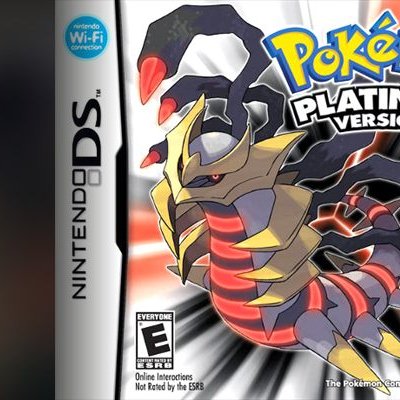 Nintendo
Wi-Fi
connection
NINTENDO DS
Poké
PLATIN
VERSIO
EVERYONE
E
CONTENT RATED BY
ESRB
Online Interactions
Not Rated by the ESRB
The Pokémon Com